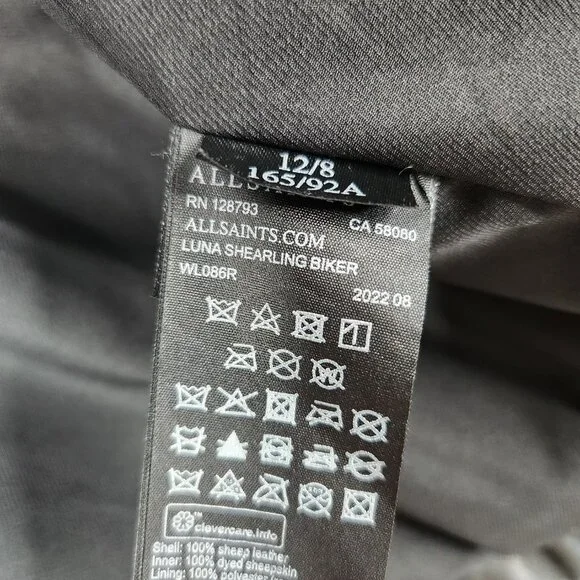 12/8
165/92A
RN 128793
CA 58080
ALLSAINTS.COM
LUNA SHEARLING BIKER
WL086R
2022 08
™
clevercare.info
Shell: 100% sheep leather
Inner: 100% dyed sheepskin
Lining: 100% polyester